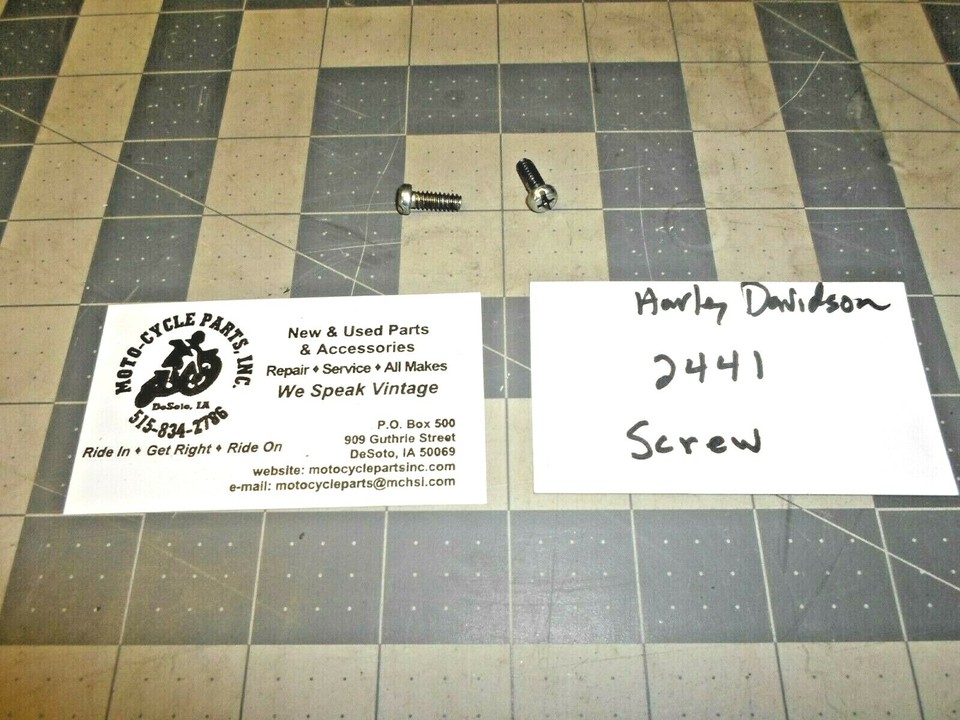 MOTO-CYCLE PARTS, INC.
DeSoto, IA
515-834-2786
Ride In ♦ Get Right ♦ Ride On
New & Used Parts
& Accessories
Repair ♦ Service ♦ All Makes
We Speak Vintage
P.O. Box 500
909 Guthrie Street
DeSoto, IA 50069
website: motocyclepartsinc.com
e-mail: motocycleparts@mchsi.com
Harley Davidson
2441
Screw